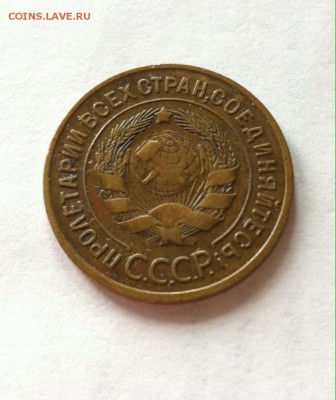 COINS.LAVE.RU
ПРОЛЕТАРИИ ВСЕХ СТРАН, СОЕДИНЯЙТЕСЬ!
С.С.С.Р.